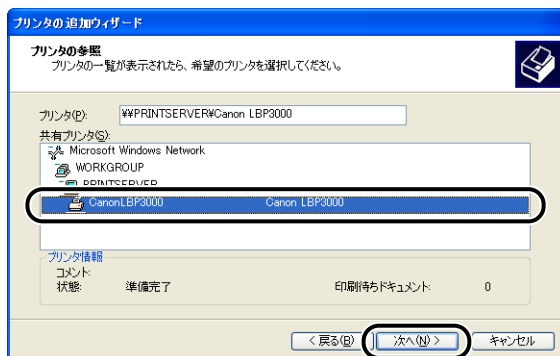 プリンタの追加ウィザード
プリンタの参照
プリンタの一覧が表示されたら、希望のプリンタを選択してください。
プリンタ(P): ¥¥PRINTSERVER¥Canon LBP3000
共有プリンタ(S):
Microsoft Windows Network
WORKGROUP
PRINTSERVER
CanonLBP3000 Canon LBP3000
プリンタ情報
コメント:
状態: 準備完了 印刷待ちドキュメント: 0
< 戻る(B) 次へ(N) > キャンセル